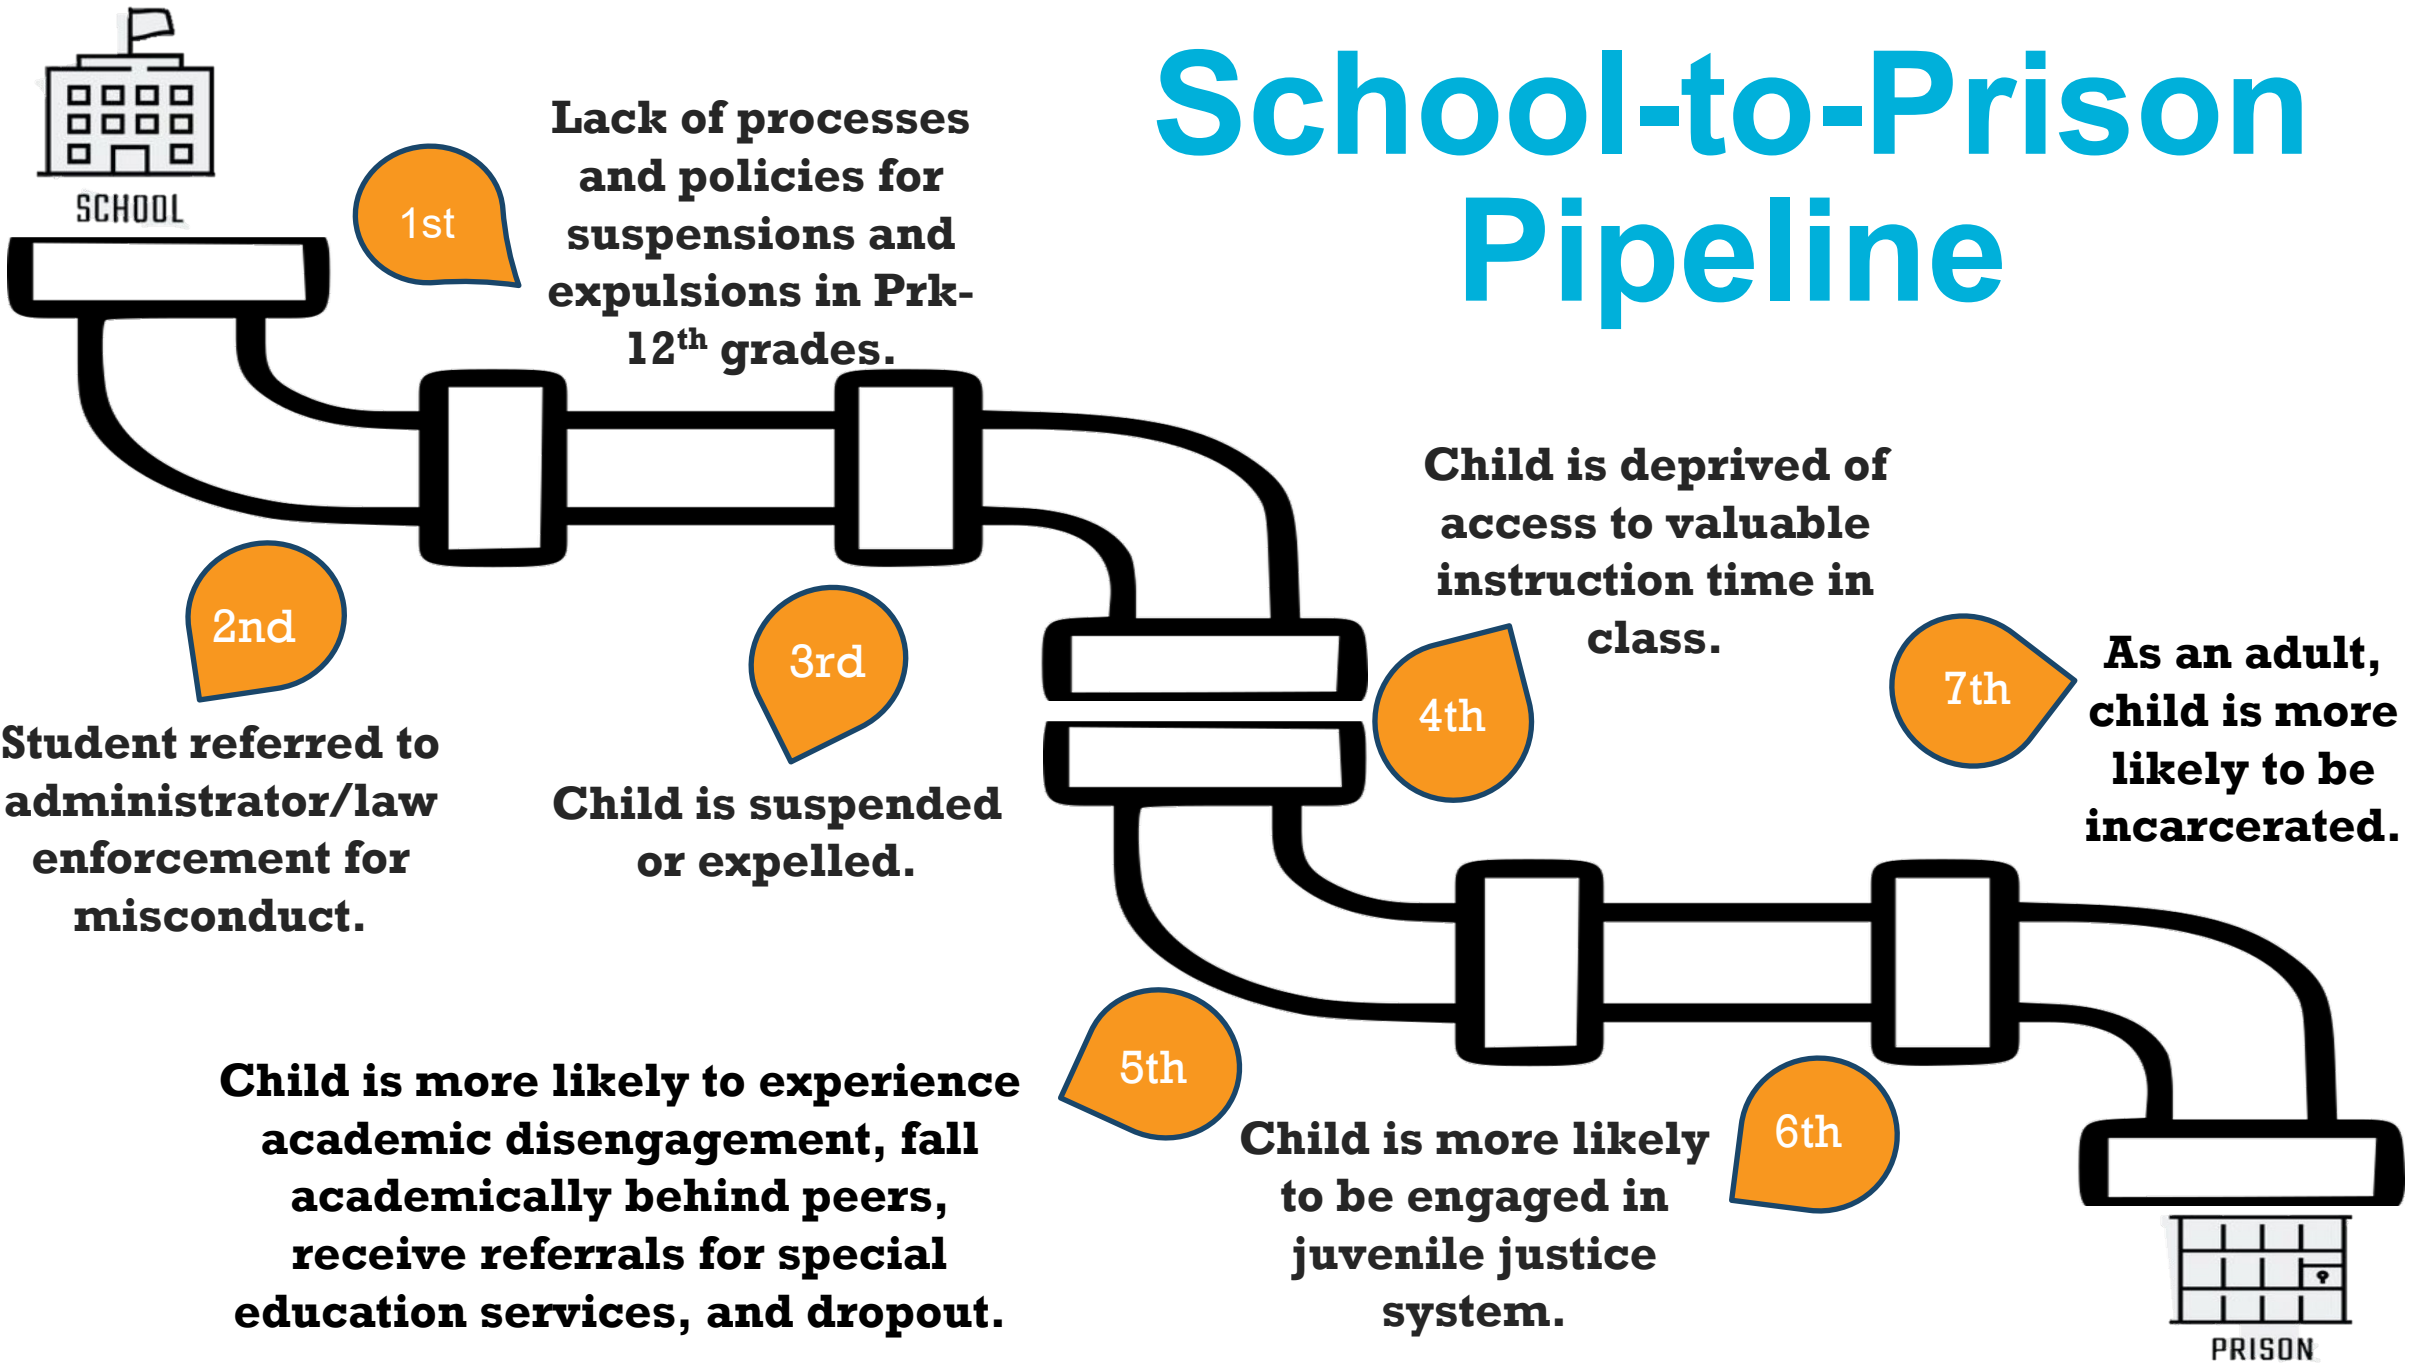 School-to-Prison
Pipeline
SCHOOL
1st
Lack of processes
and policies for
suspensions and
expulsions in Prk-
12th grades.
2nd
Student referred to
administrator/law
enforcement for
misconduct.
3rd
Child is suspended
or expelled.
4th
Child is deprived of
access to valuable
instruction time in
class.
5th
Child is more likely to experience
academic disengagement, fall
academically behind peers,
receive referrals for special
education services, and dropout.
6th
Child is more likely
to be engaged in
juvenile justice
system.
7th
As an adult,
child is more
likely to be
incarcerated.
PRISON